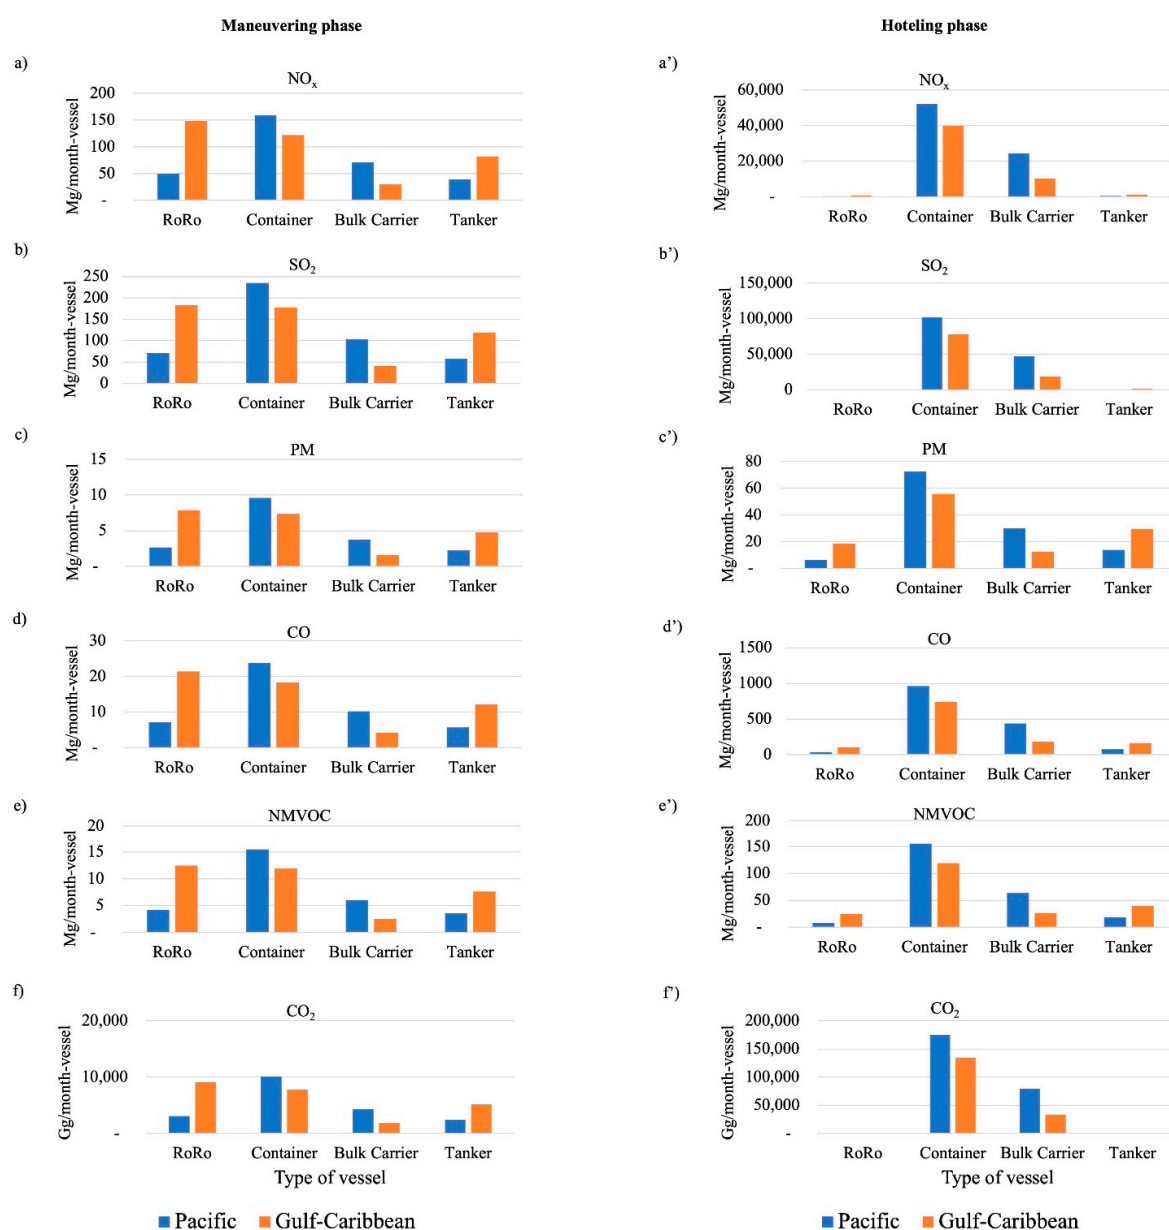 Maneuvering phase
Hoteling phase
a)
NOx
Mg/month-vessel
200
150
100
50
-
RoRo Container Bulk Carrier Tanker
a’)
NOx
Mg/month-vessel
60,000
40,000
20,000
-
RoRo Container Bulk Carrier Tanker
b)
SO2
Mg/month-vessel
250
200
150
100
50
0
RoRo Container Bulk Carrier Tanker
b’)
SO2
Mg/month-vessel
150,000
100,000
50,000
0
RoRo Container Bulk Carrier Tanker
c)
PM
Mg/month-vessel
15
10
5
-
RoRo Container Bulk Carrier Tanker
c’)
PM
Mg/month-vessel
80
60
40
20
-
RoRo Container Bulk Carrier Tanker
d)
CO
Mg/month-vessel
30
20
10
-
RoRo Container Bulk Carrier Tanker
d’)
CO
Mg/month-vessel
1500
1000
500
0
RoRo Container Bulk Carrier Tanker
e)
NMVOC
Mg/month-vessel
20
15
10
5
-
RoRo Container Bulk Carrier Tanker
e’)
NMVOC
Mg/month-vessel
200
150
100
50
-
RoRo Container Bulk Carrier Tanker
f)
CO2
Gg/month-vessel
20,000
10,000
-
RoRo Container Bulk Carrier Tanker
Type of vessel
Pacific Gulf-Caribbean
f’)
CO2
Gg/month-vessel
200,000
150,000
100,000
50,000
-
RoRo Container Bulk Carrier Tanker
Type of vessel
Pacific Gulf-Caribbean